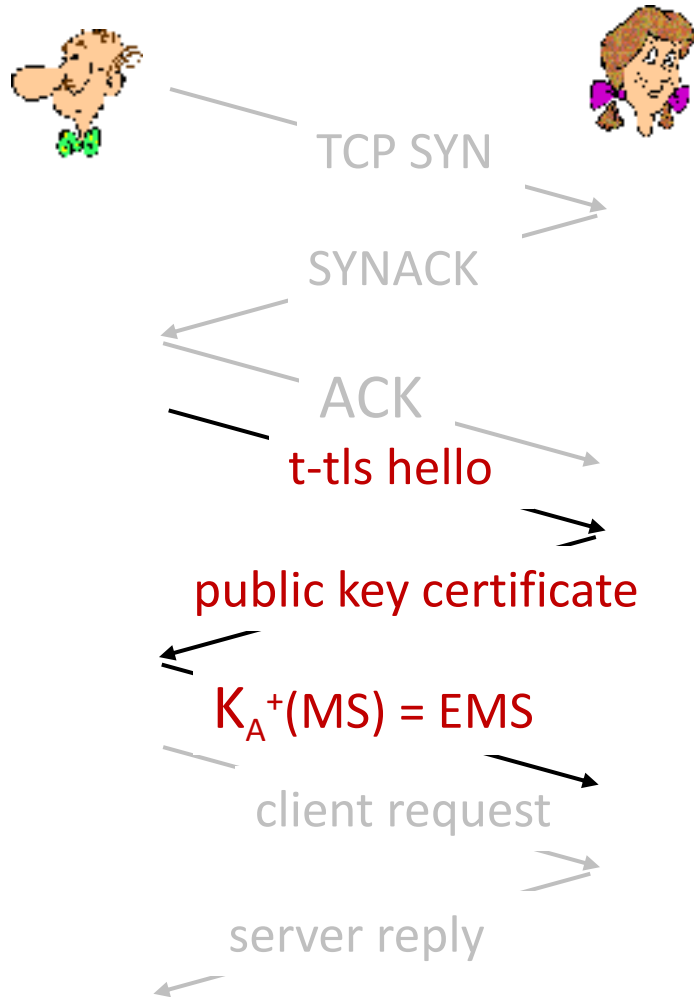 TCP SYN
SYNACK
ACK
t-tls hello
public key certificate
K_A⁺(MS) = EMS
client request
server reply